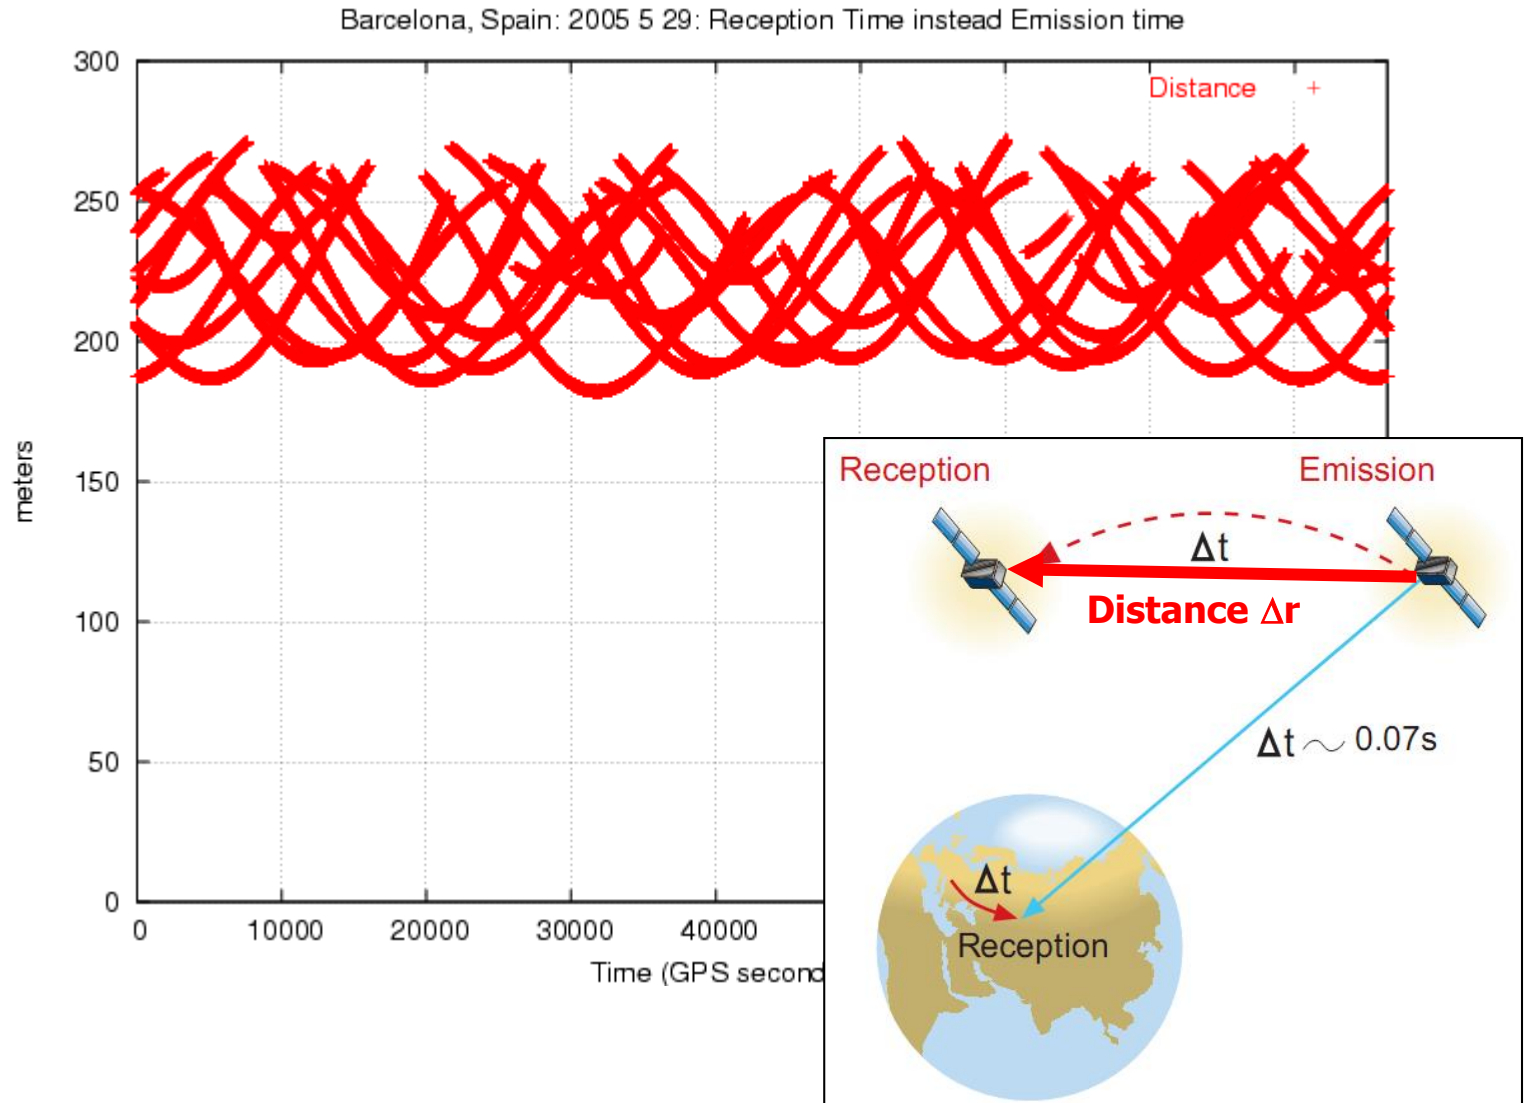 Barcelona, Spain: 2005 5 29: Reception Time instead Emission time
300
250
200
150
100
50
0
meters
Distance
0 10000 20000 30000 40000
Time (GPS second
Reception Emission
Δt
Distance Δr
Δt ~ 0.07s
Δt
Reception